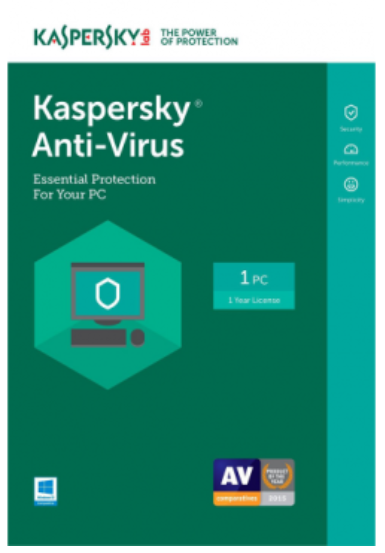 KASPERSKY lab THE POWER
OF PROTECTION
Kaspersky®
Anti-Virus
Essential Protection
For Your PC
Security
Performance
Simplicity
1 PC
1 Year License
AV
PRODUCT
OF THE
YEAR
comparatives 2015